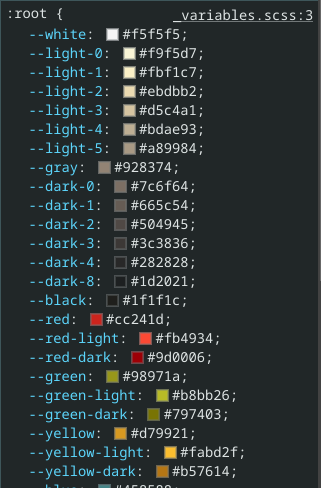 :root { _variables.scss:3
--white: #f5f5f5;
--light-0: #f9f5d7;
--light-1: #fbf1c7;
--light-2: #ebdbb2;
--light-3: #d5c4a1;
--light-4: #bdae93;
--light-5: #a89984;
--gray: #928374;
--dark-0: #7c6f64;
--dark-1: #665c54;
--dark-2: #504945;
--dark-3: #3c3836;
--dark-4: #282828;
--dark-8: #1d2021;
--black: #1f1f1c;
--red: #cc241d;
--red-light: #fb4934;
--red-dark: #9d0006;
--green: #98971a;
--green-light: #b8bb26;
--green-dark: #797403;
--yellow: #d79921;
--yellow-light: #fabd2f;
--yellow-dark: #b57614;